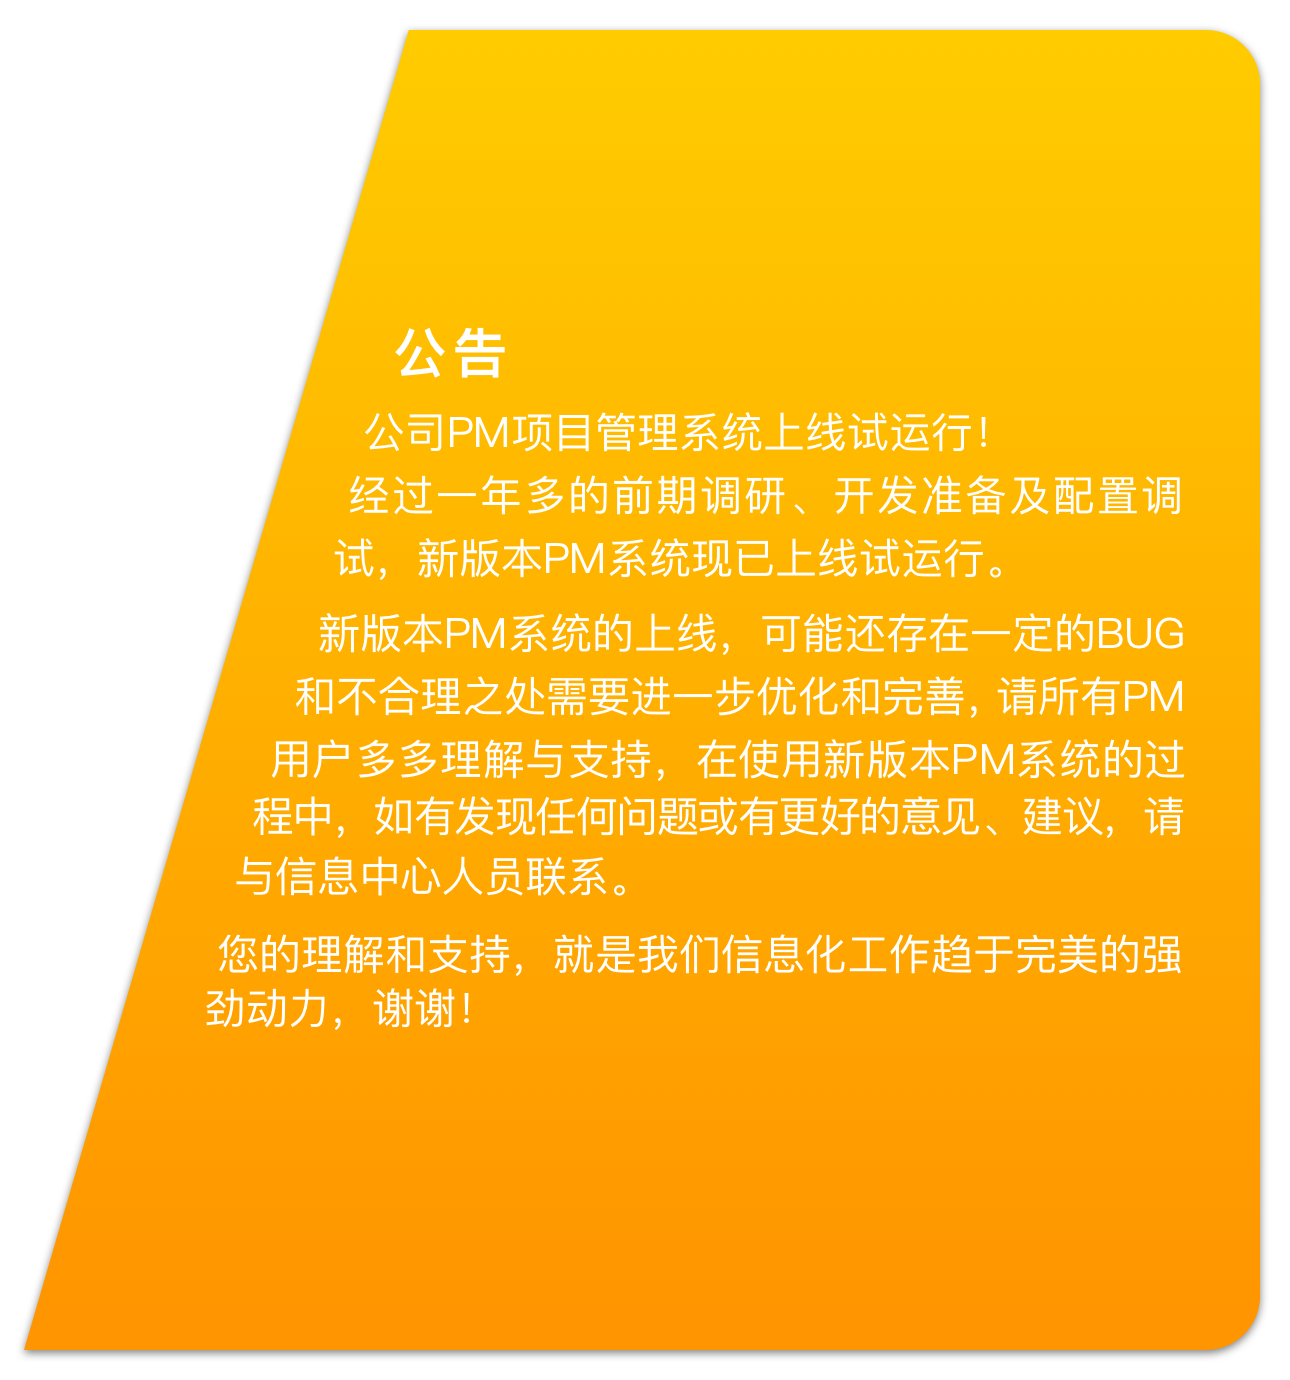 公告
公司PM项目管理系统上线试运行！
经过一年多的前期调研、开发准备及配置调
试，新版本PM系统现已上线试运行。
新版本PM系统的上线，可能还存在一定的BUG
和不合理之处需要进一步优化和完善，请所有PM
用户多多理解与支持，在使用新版本PM系统的过
程中，如有发现任何问题或有更好的意见、建议，请
与信息中心人员联系。
您的理解和支持，就是我们信息化工作趋于完美的强
劲动力，谢谢！